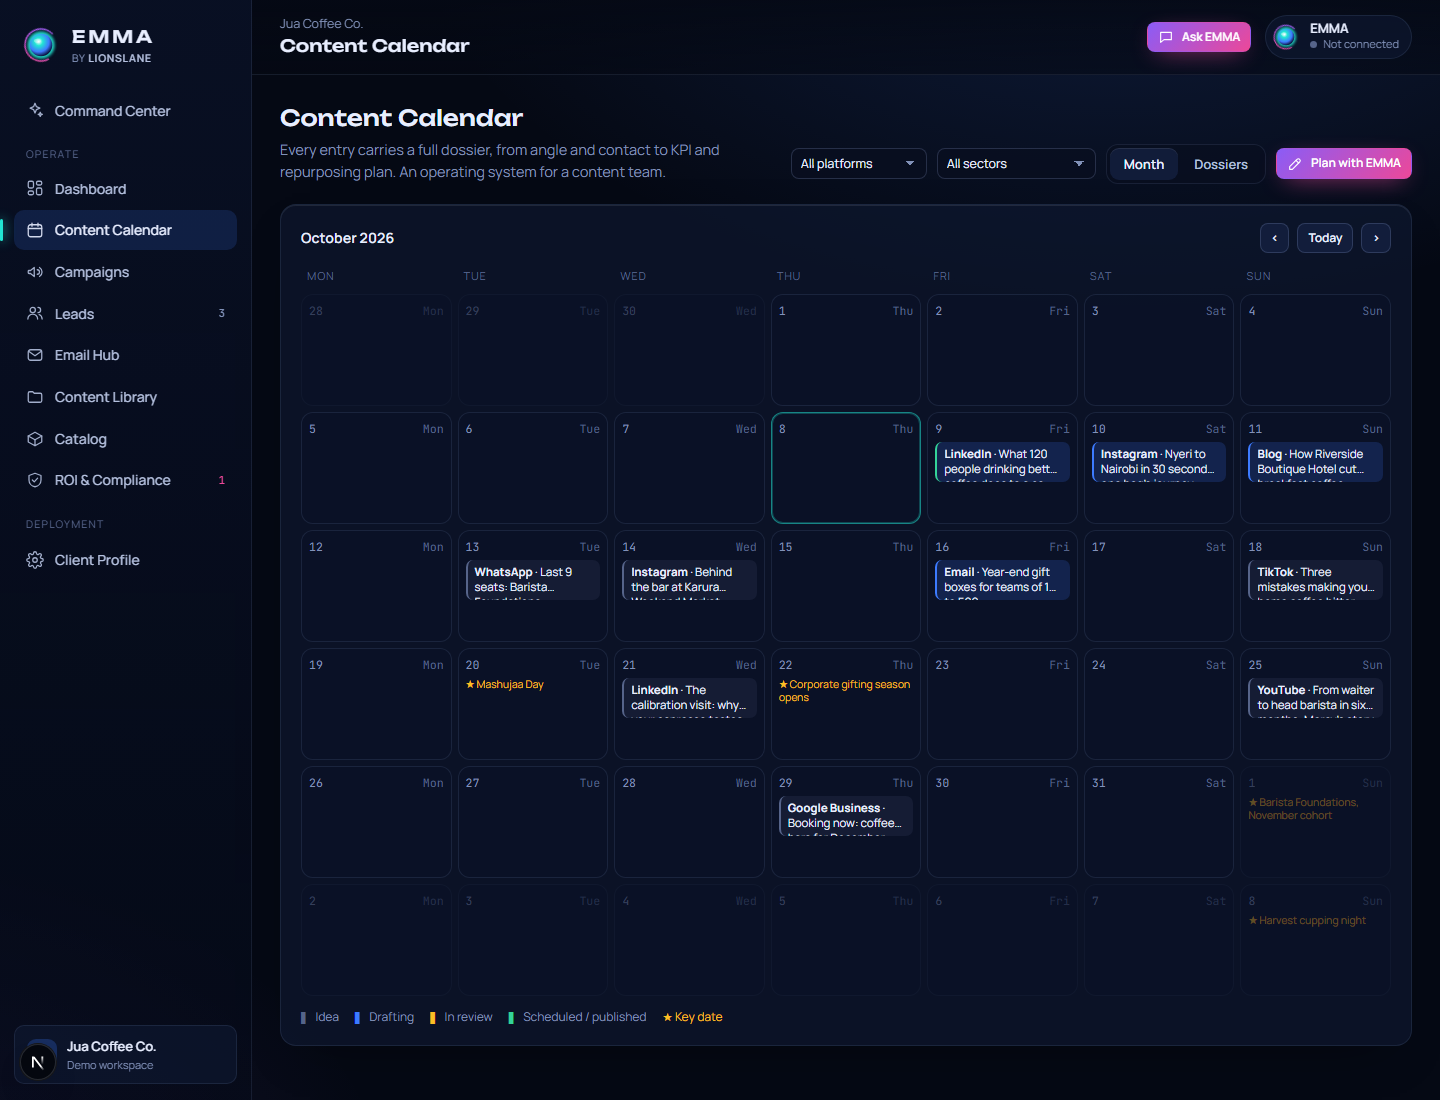 EMMA
BY LIONSLANE
Command Center
OPERATE
Dashboard
Content Calendar
Campaigns
Leads 3
Email Hub
Content Library
Catalog
ROI & Compliance 1
DEPLOYMENT
Client Profile
N
Jua Coffee Co.
Demo workspace
Jua Coffee Co.
Content Calendar
Ask EMMA
EMMA
Not connected
Content Calendar
Every entry carries a full dossier, from angle and contact to KPI and
repurposing plan. An operating system for a content team.
All platforms
All sectors
Month
Dossiers
Plan with EMMA
October 2026
‹ Today ›
MON TUE WED THU FRI SAT SUN
28 Mon 29 Tue 30 Wed 1 Thu 2 Fri 3 Sat 4 Sun
5 Mon 6 Tue 7 Wed 8 Thu 9 Fri 10 Sat 11 Sun
LinkedIn · What 120
people drinking bett…
Instagram · Nyeri to
Nairobi in 30 second…
Blog · How Riverside
Boutique Hotel cut…
12 Mon 13 Tue 14 Wed 15 Thu 16 Fri 17 Sat 18 Sun
WhatsApp · Last 9
seats: Barista…
Instagram · Behind
the bar at Karura…
Email · Year-end gift
boxes for teams of 1…
TikTok · Three
mistakes making you…
19 Mon 20 Tue 21 Wed 22 Thu 23 Fri 24 Sat 25 Sun
★ Mashujaa Day
LinkedIn · The
calibration visit: why…
★ Corporate gifting season
opens
YouTube · From waiter
to head barista in six…
26 Mon 27 Tue 28 Wed 29 Thu 30 Fri 31 Sat 1 Sun
Google Business ·
Booking now: coffee…
★ Barista Foundations,
November cohort
2 Mon 3 Tue 4 Wed 5 Thu 6 Fri 7 Sat 8 Sun
★ Harvest cupping night
Idea Drafting In review Scheduled / published ★ Key date